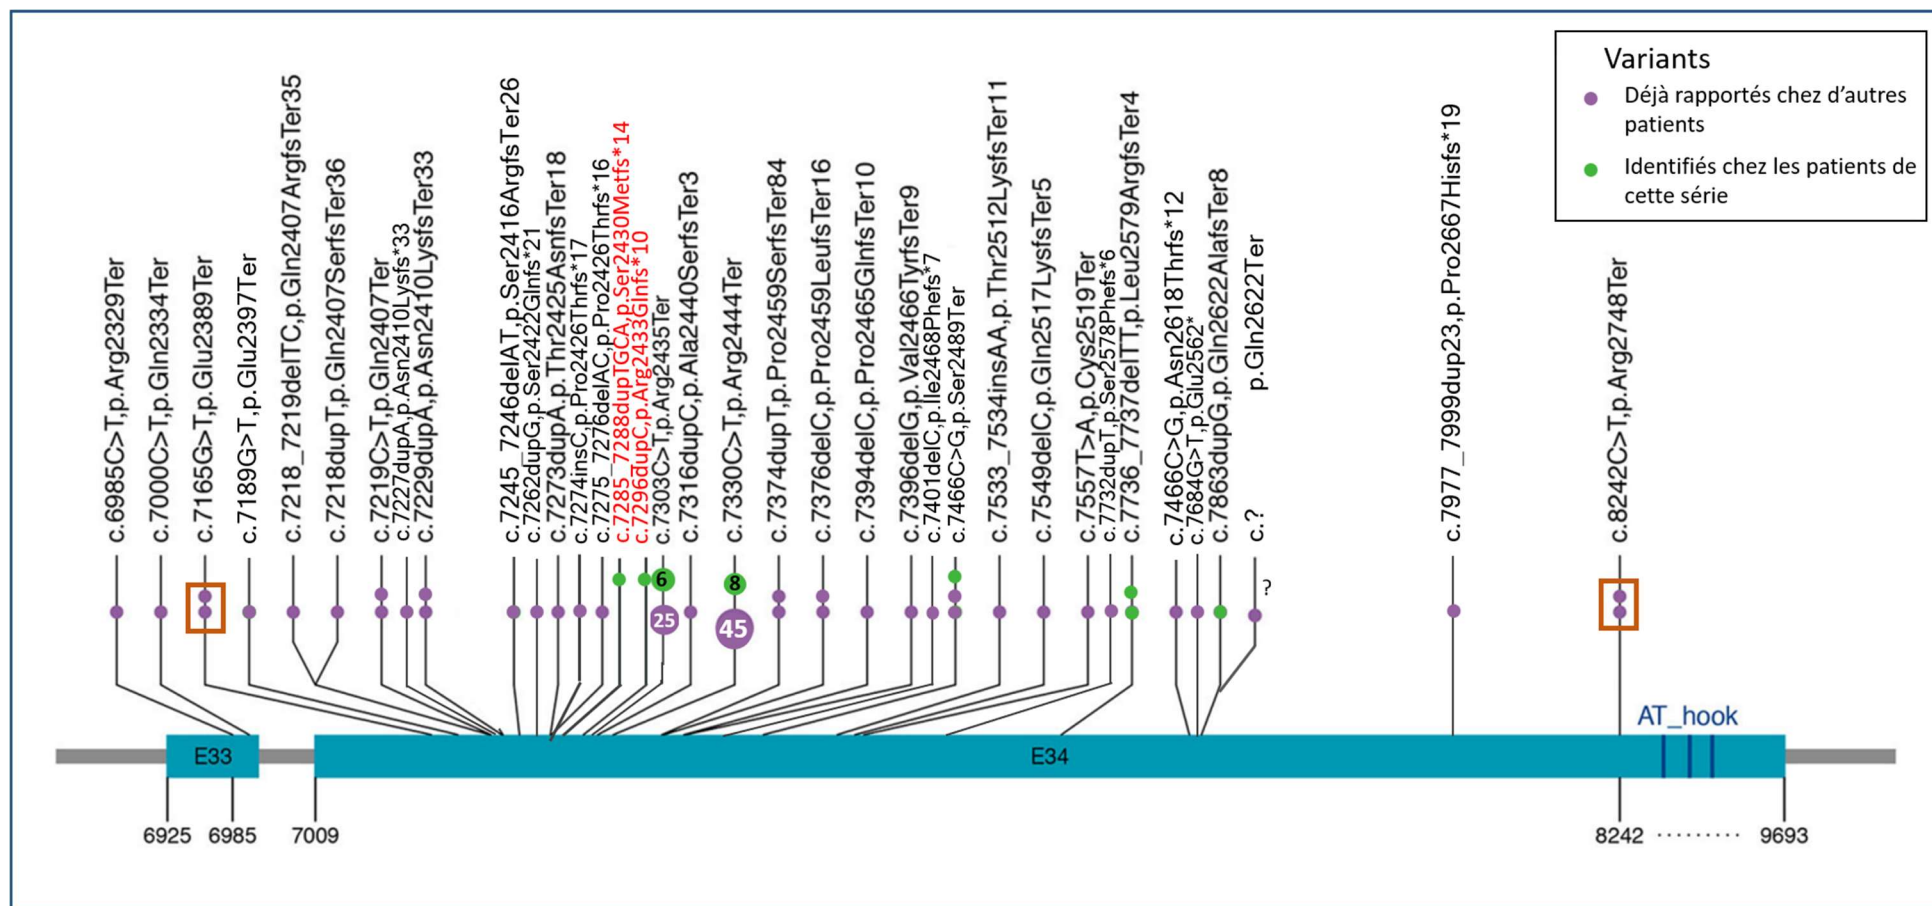 Variants
Déjà rapportés chez d'autres
patients
Identifiés chez les patients de
cette série
c.6985C>T,p.Arg2329Ter
c.7000C>T,p.Gln2334Ter
c.7165G>T,p.Glu2389Ter
c.7189G>T,p.Glu2397Ter
c.7218_7219delTC,p.Gln2407ArgfsTer35
c.7218dupT,p.Gln2407SerfsTer36
c.7219C>T,p.Gln2407Ter
c.7227dupA,p.Asn2410Lysfs*33
c.7229dupA,p.Asn2410LysfsTer33
c.7245_7246delAT,p.Ser2416ArgfsTer26
c.7262dupG,p.Ser2422Glnfs*21
c.7273dupA,p.Thr2425AsnfsTer18
c.7274insC,p.Pro2426Thrfs*17
c.7275_7276delAC,p.Pro2426Thrfs*16
c.7285_7288dupTGCA,p.Ser2430Metfs*14
c.7296dupC,p.Arg2433Glnfs*10
c.7303C>T,p.Arg2435Ter
c.7316dupC,p.Ala2440SerfsTer3
c.7330C>T,p.Arg2444Ter
c.7374dupT,p.Pro2459SerfsTer84
c.7376delC,p.Pro2459LeufsTer16
c.7394delC,p.Pro2465GlnfsTer10
c.7396delG,p.Val2466TyrfsTer9
c.7401delC,p.Ile2468Phefs*7
c.7466C>G,p.Ser2489Ter
c.7533_7534insAA,p.Thr2512LysfsTer11
c.7549delC,p.Gln2517LysfsTer5
c.7557T>A,p.Cys2519Ter
c.7732dupT,p.Ser2578Phefs*6
c.7736_7737delTT,p.Leu2579ArgfsTer4
c.7466C>G,p.Asn2618Thrfs*12
c.7684G>T,p.Glu2562*
c.7863dupG,p.Gln2622AlafsTer8
c.? p.Gln2622Ter
c.7977_7999dup23,p.Pro2667Hisfs*19
c.8242C>T,p.Arg2748Ter
6
8
?
25
45
AT_hook
E33
E34
6925
6985
7009
8242
........
9693